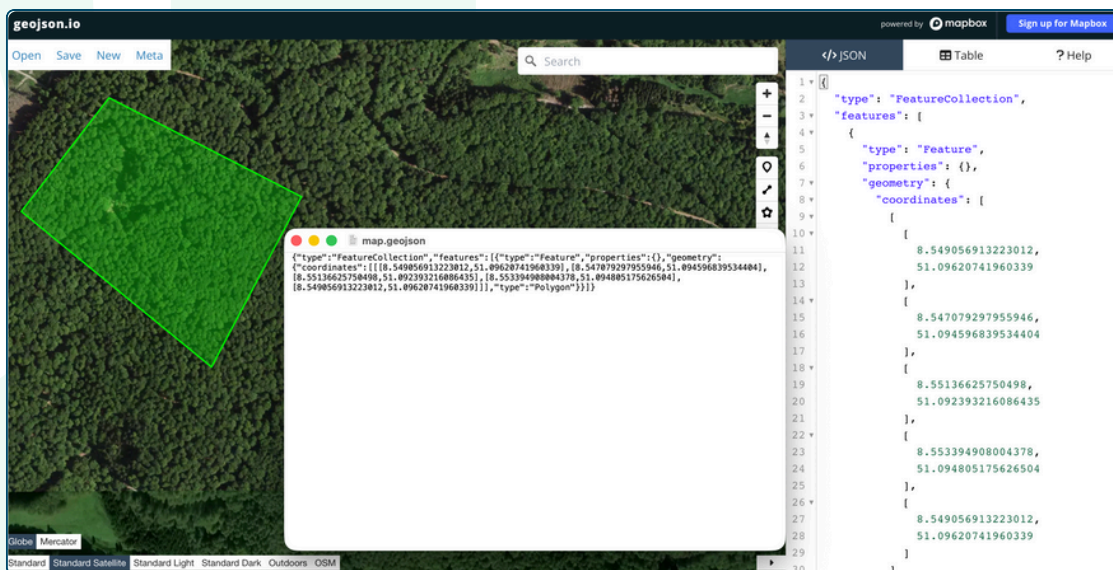 geojson.io
powered by mapbox
Sign up for Mapbox
Open Save New Meta
Search
</> JSON
Table
? Help
1 {
2 "type": "FeatureCollection",
3 "features": [
4 {
5 "type": "Feature",
6 "properties": {},
7 "geometry": {
8 "coordinates": [
9 [
10 [
11 8.549056913223012,
12 51.09620741960339
13 ],
14 [
15 8.547079297955946,
16 51.094596839534404
17 ],
18 [
19 8.55136625750498,
20 51.092393216086435
21 ],
22 [
23 8.553394908004378,
24 51.094805175626504
25 ],
26 [
27 8.549056913223012,
28 51.09620741960339
29 ]
30 ]
map.geojson
{"type":"FeatureCollection","features":[{"type":"Feature","properties":{},"geometry":
{"coordinates":[[[8.549056913223012,51.09620741960339],[8.547079297955946,51.094596839534404],
[8.55136625750498,51.092393216086435],[8.553394908004378,51.094805175626504],
[8.549056913223012,51.09620741960339]]],"type":"Polygon"}}]}
Globe Mercator
Standard Standard Satellite Standard Light Standard Dark Outdoors OSM